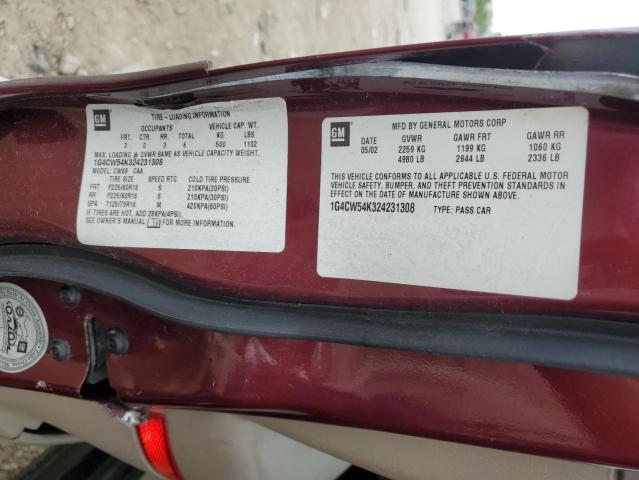 GM
TIRE - LOADING INFORMATION
OCCUPANTS VEHICLE CAP. WT.
FRT. CTR. RR. TOTAL KG LBS
3 0 3 6 500 1102
MAX. LOADING @ GVWR SAME AS VEHICLE CAPACITY WEIGHT.
1G4CW54K324231308
MODEL: CW69 CAA
TIRE SIZE SPEED RTG COLD TIRE PRESSURE
FRT P225/60R16 S 210KPA(30PSI)
RR P225/60R16 S 210KPA(30PSI)
SPA T125/70R16 M 420KPA(60PSI)
IF TIRES ARE HOT, ADD 28KPA(4PSI).
SEE OWNER'S MANUAL FOR MORE INFORMATION.
GM
MFD BY GENERAL MOTORS CORP
DATE GVWR GAWR FRT GAWR RR
05/02 2259 KG 1199 KG 1060 KG
4980 LB 2644 LB 2336 LB
THIS VEHICLE CONFORMS TO ALL APPLICABLE U.S. FEDERAL MOTOR
VEHICLE SAFETY, BUMPER, AND THEFT PREVENTION STANDARDS IN
EFFECT ON THE DATE OF MANUFACTURE SHOWN ABOVE.
1G4CW54K324231308 TYPE: PASS CAR